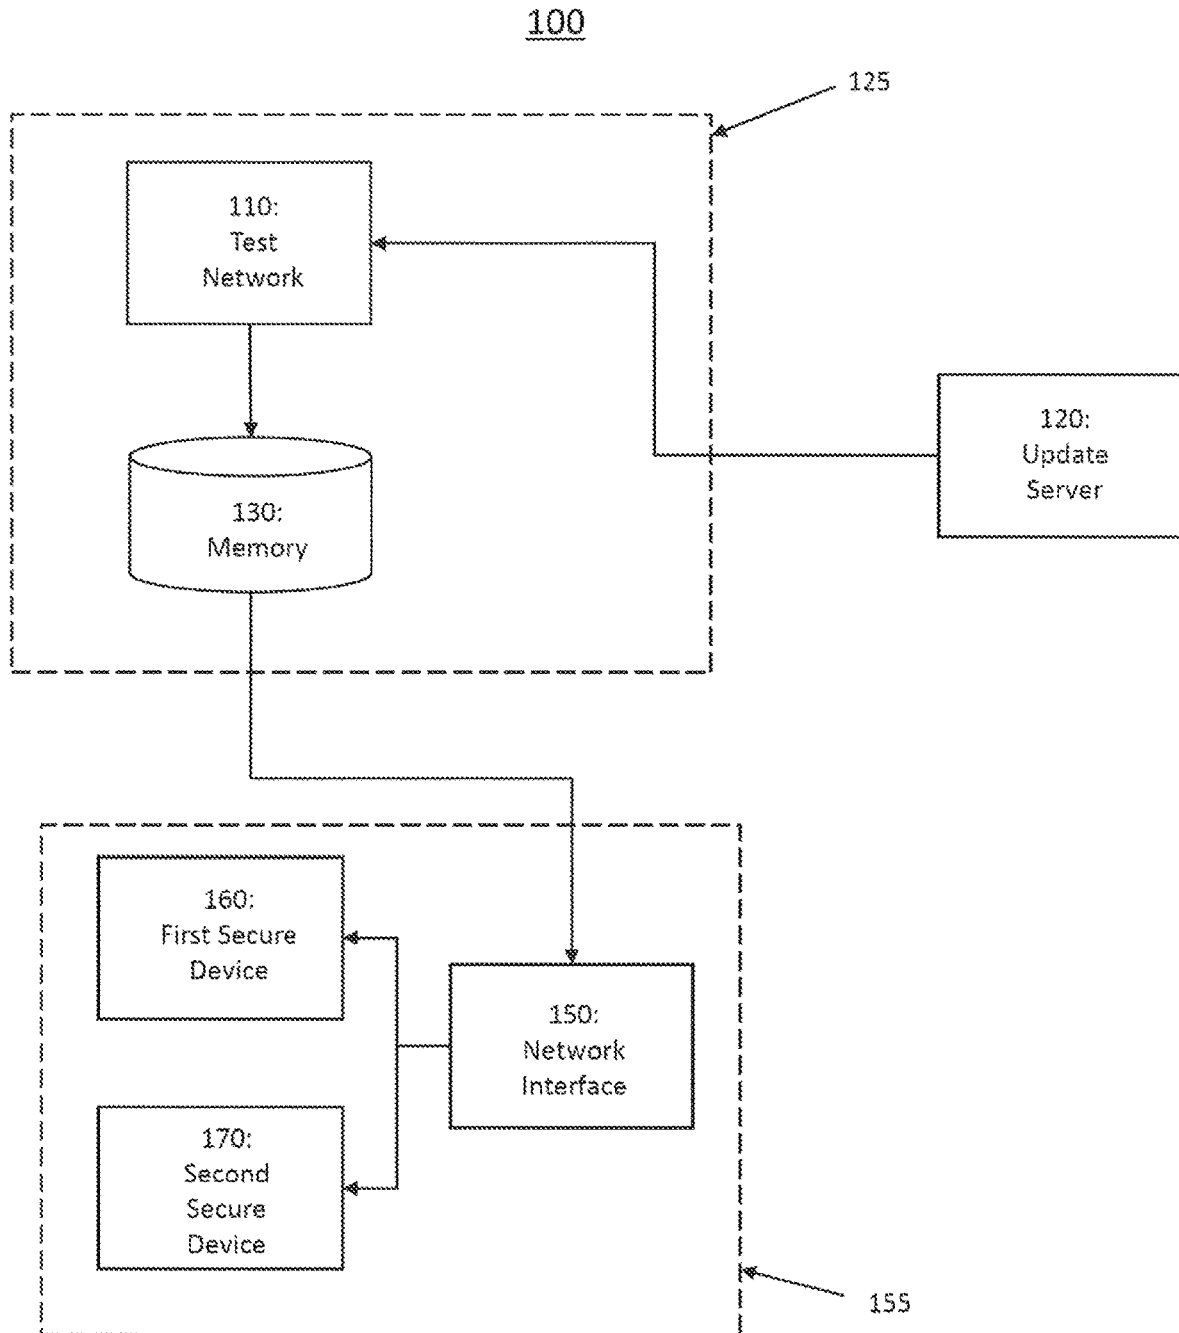 100
125
110:
Test
Network
120:
Update
Server
130:
Memory
160:
First Secure
Device
150:
Network
Interface
170:
Second
Secure
Device
155